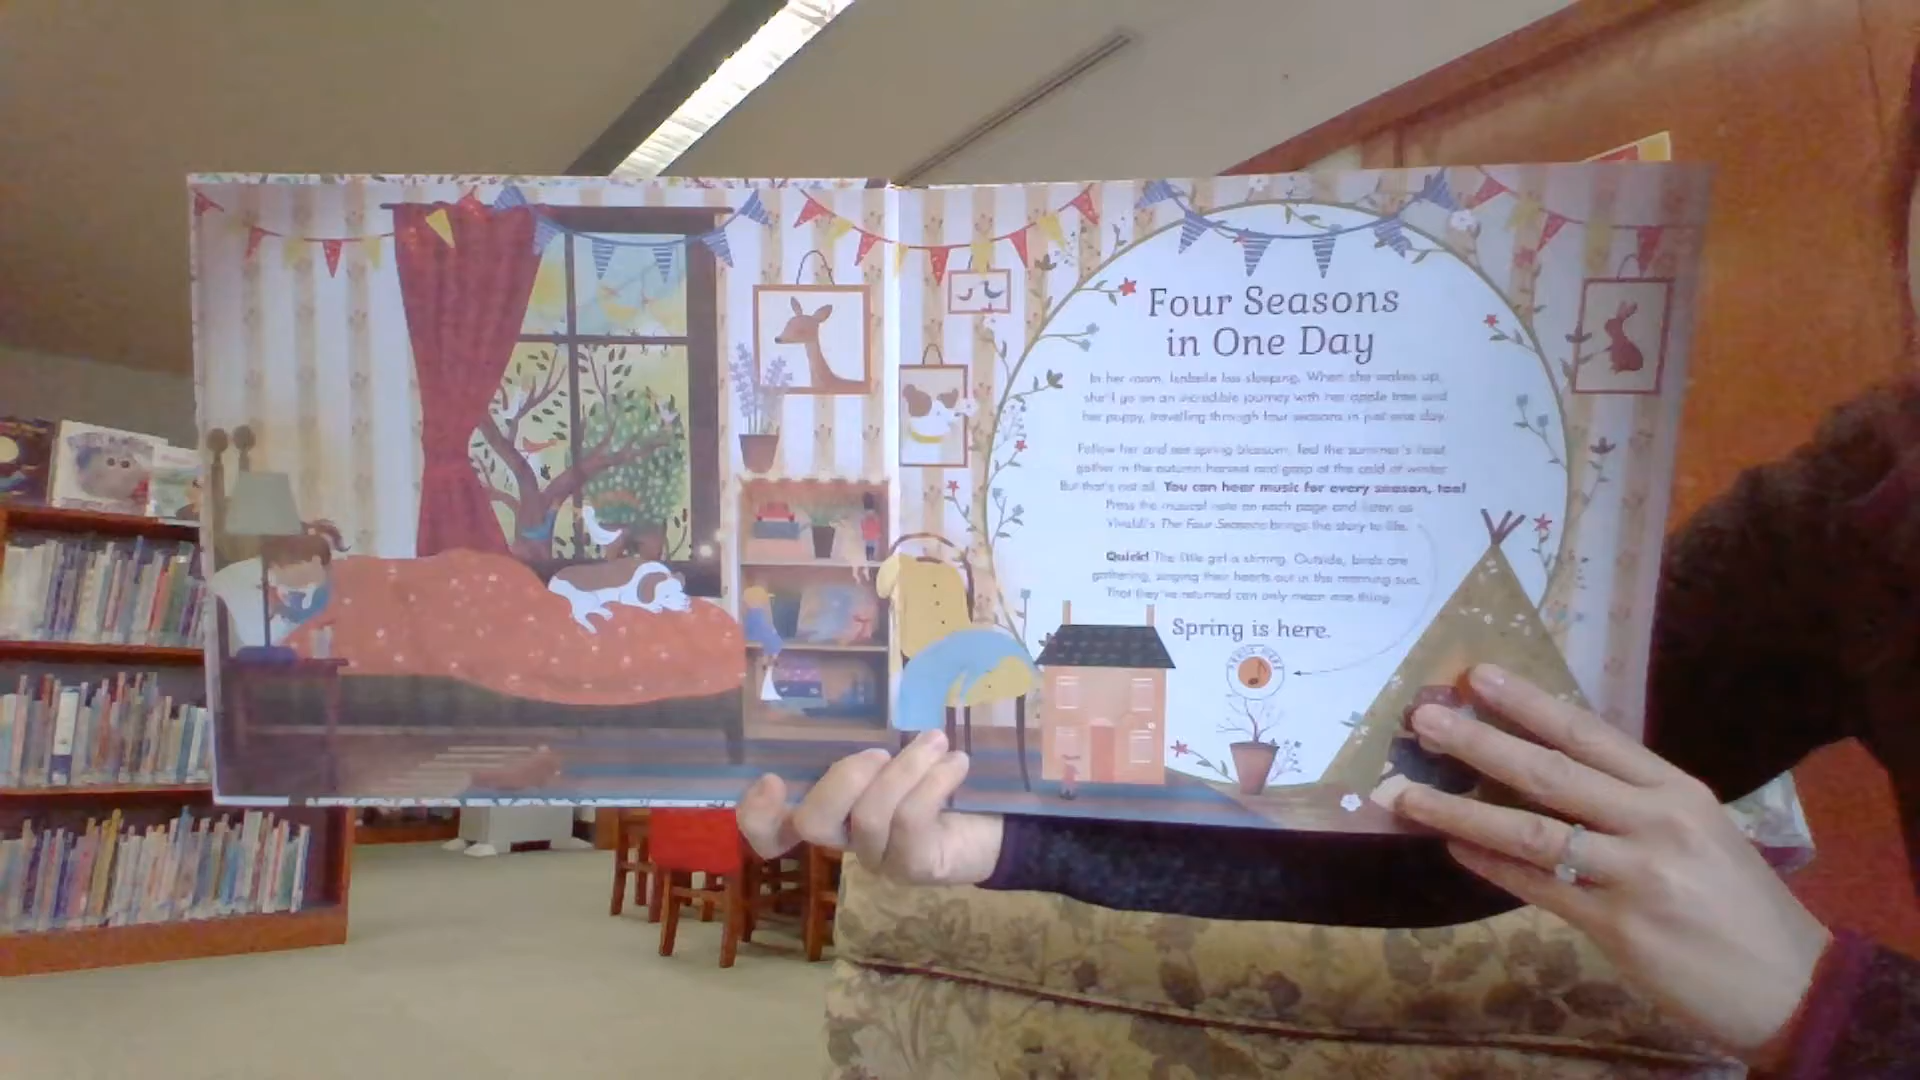 Four Seasons
in One Day
In her room, Isabelle lies sleeping. When she wakes up,
she'll go on an incredible journey with her apple tree and
her puppy, travelling through four seasons in just one day.
Follow her and see spring blossom, feel the summer's heat,
gather in the autumn harvest and gasp at the cold of winter.
But that's not all. You can hear music for every season, too!
Press the musical note on each page and listen as
Vivaldi's The Four Seasons brings the story to life.
Quick! The little girl is stirring. Outside, birds are
gathering, singing their hearts out in the morning sun.
That they've returned can only mean one thing.
Spring is here.
PRESS HERE